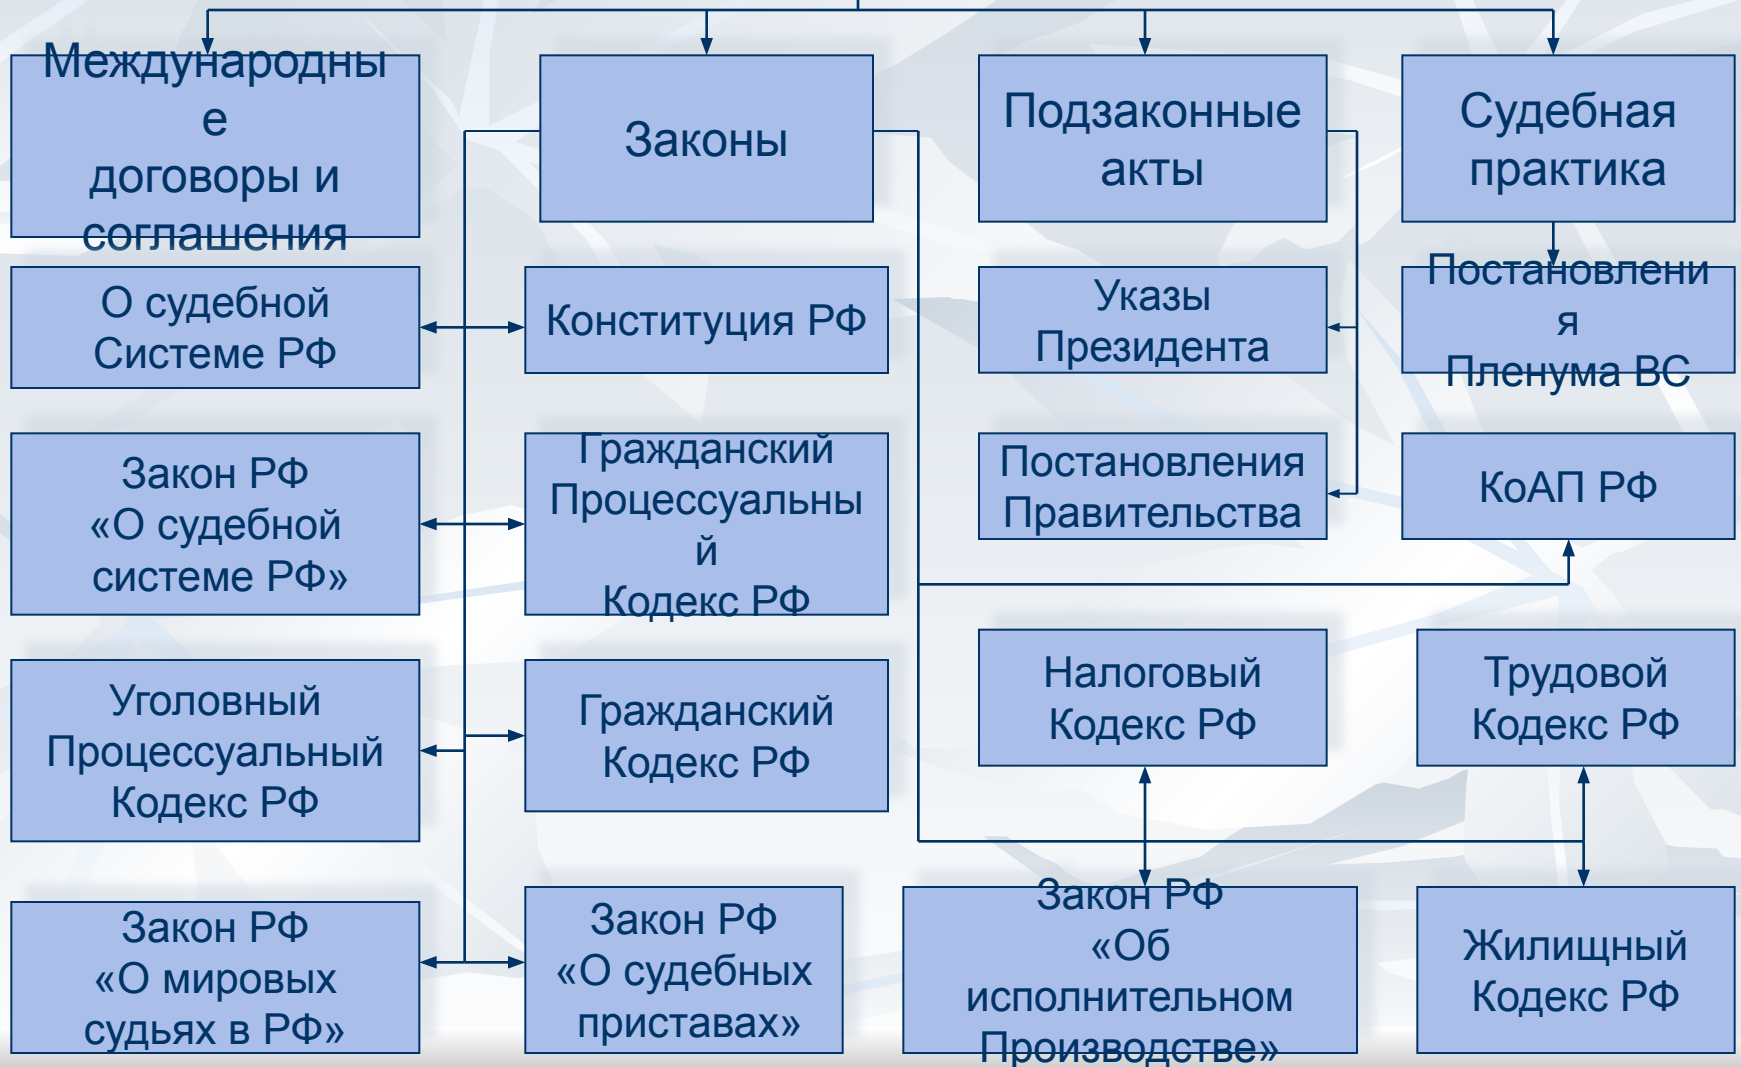 Международны
е
договоры и
соглашения
Законы
Подзаконные
акты
Судебная
практика
О судебной
Системе РФ
Конституция РФ
Указы
Президента
Постановлени
я
Пленума ВС
Закон РФ
«О судебной
системе РФ»
Гражданский
Процессуальны
й
Кодекс РФ
Постановления
Правительства
КоАП РФ
Уголовный
Процессуальный
Кодекс РФ
Гражданский
Кодекс РФ
Налоговый
Кодекс РФ
Трудовой
Кодекс РФ
Закон РФ
«О мировых
судьях в РФ»
Закон РФ
«О судебных
приставах»
Закон РФ
«Об
исполнительном
Производстве»
Жилищный
Кодекс РФ